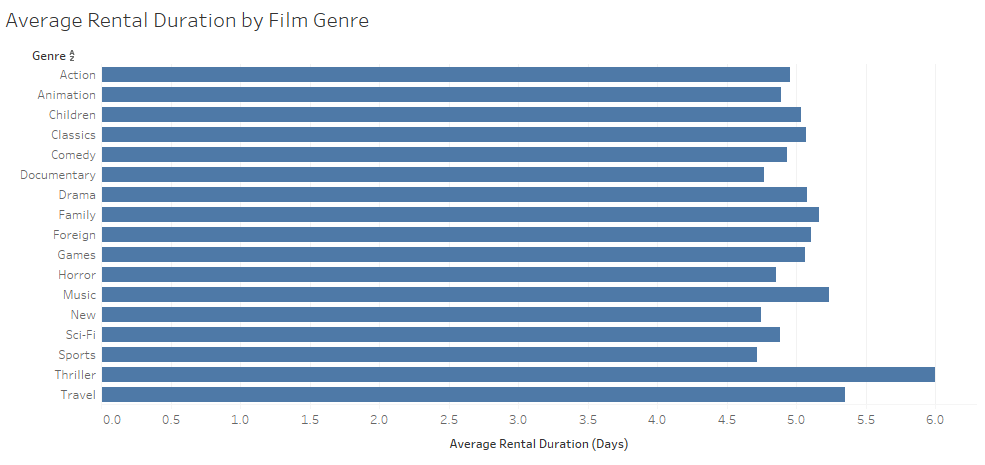 Average Rental Duration by Film Genre
Genre
Action
Animation
Children
Classics
Comedy
Documentary
Drama
Family
Foreign
Games
Horror
Music
New
Sci-Fi
Sports
Thriller
Travel
0.0 0.5 1.0 1.5 2.0 2.5 3.0 3.5 4.0 4.5 5.0 5.5 6.0
Average Rental Duration (Days)